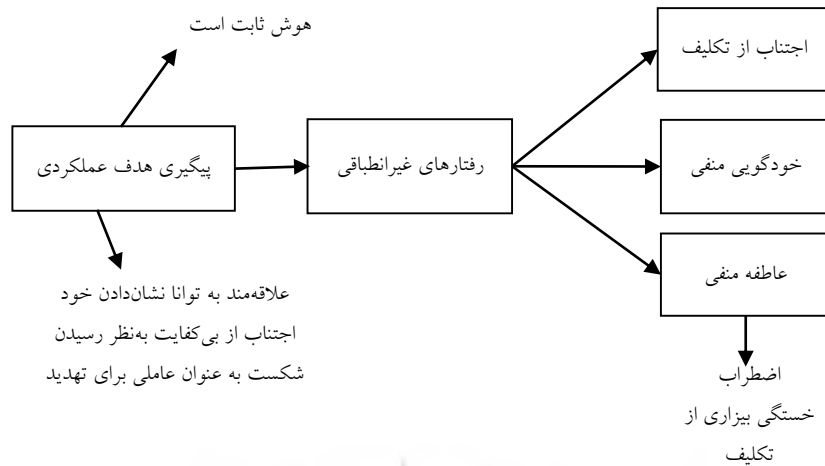 هوش ثابت است
اجتناب از تکلیف
پیگیری هدف عملکردی
رفتارهای غیرانطباقی
خودگویی منفی
عاطفه منفی
علاقه‌مند به توانا نشان‌دادن خود
اجتناب از بی‌کفایت به‌نظر رسیدن
شکست به عنوان عاملی برای تهدید
اضطراب
خستگی بیزاری از
تکلیف